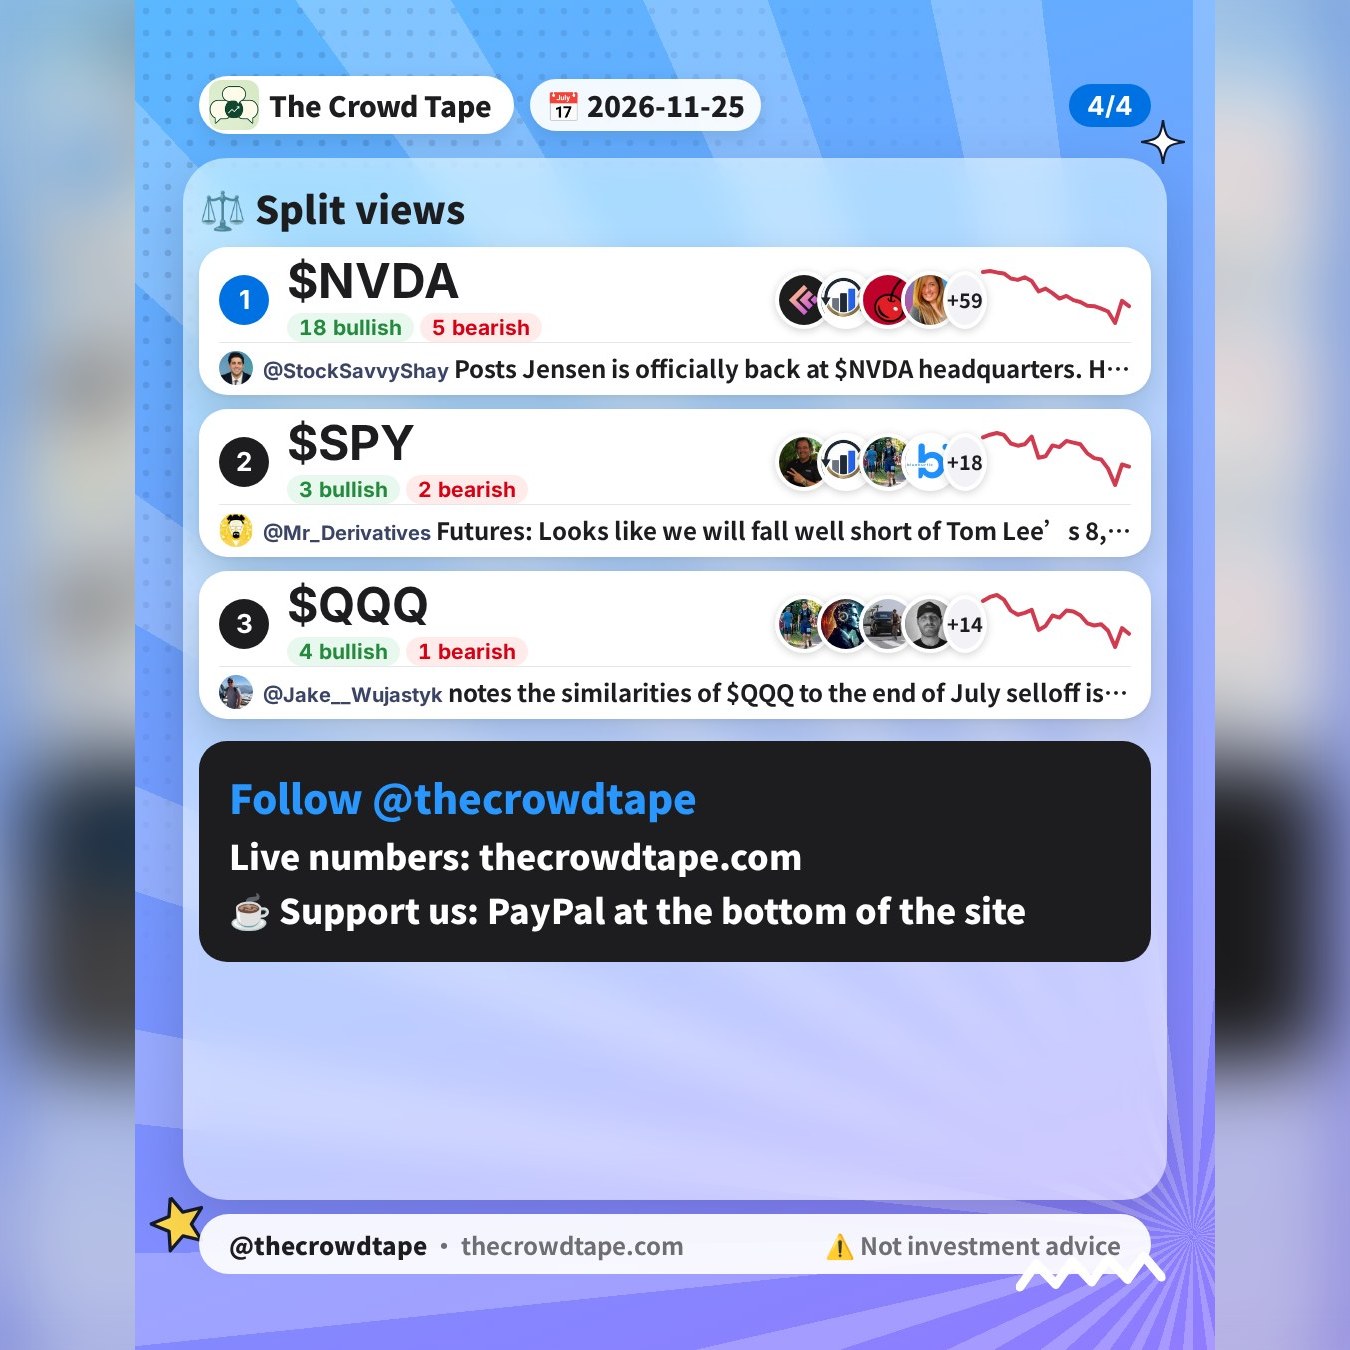 The Crowd Tape
July 17 2026-11-25
4/4
⚖️ Split views
1 $NVDA
18 bullish 5 bearish
+59
@StockSavvyShay Posts Jensen is officially back at $NVDA headquarters. H…
2 $SPY
3 bullish 2 bearish
+18
@Mr_Derivatives Futures: Looks like we will fall well short of Tom Lee’s 8,…
3 $QQQ
4 bullish 1 bearish
+14
@Jake__Wujastyk notes the similarities of $QQQ to the end of July selloff is…
Follow @thecrowdtape
Live numbers: thecrowdtape.com
☕ Support us: PayPal at the bottom of the site
@thecrowdtape • thecrowdtape.com
⚠️ Not investment advice